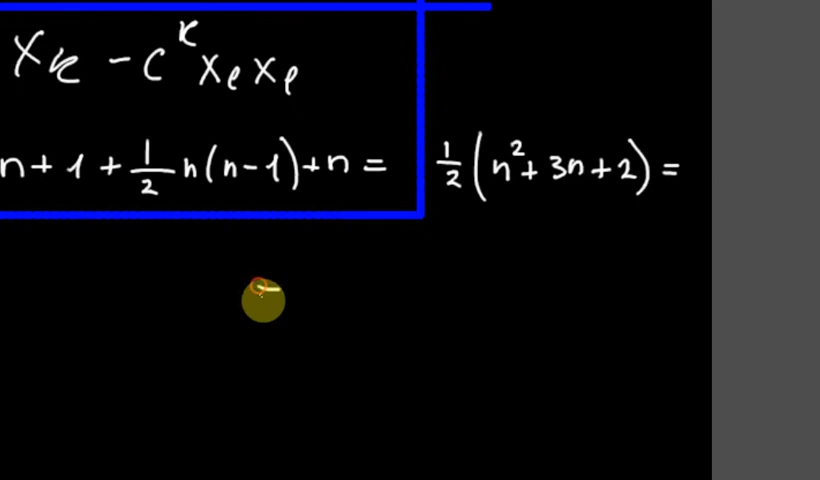 x_k - c^k x_l x_l
n + 1 + 1/2 n(n-1) + n = 1/2 (n^2 + 3n + 2) =